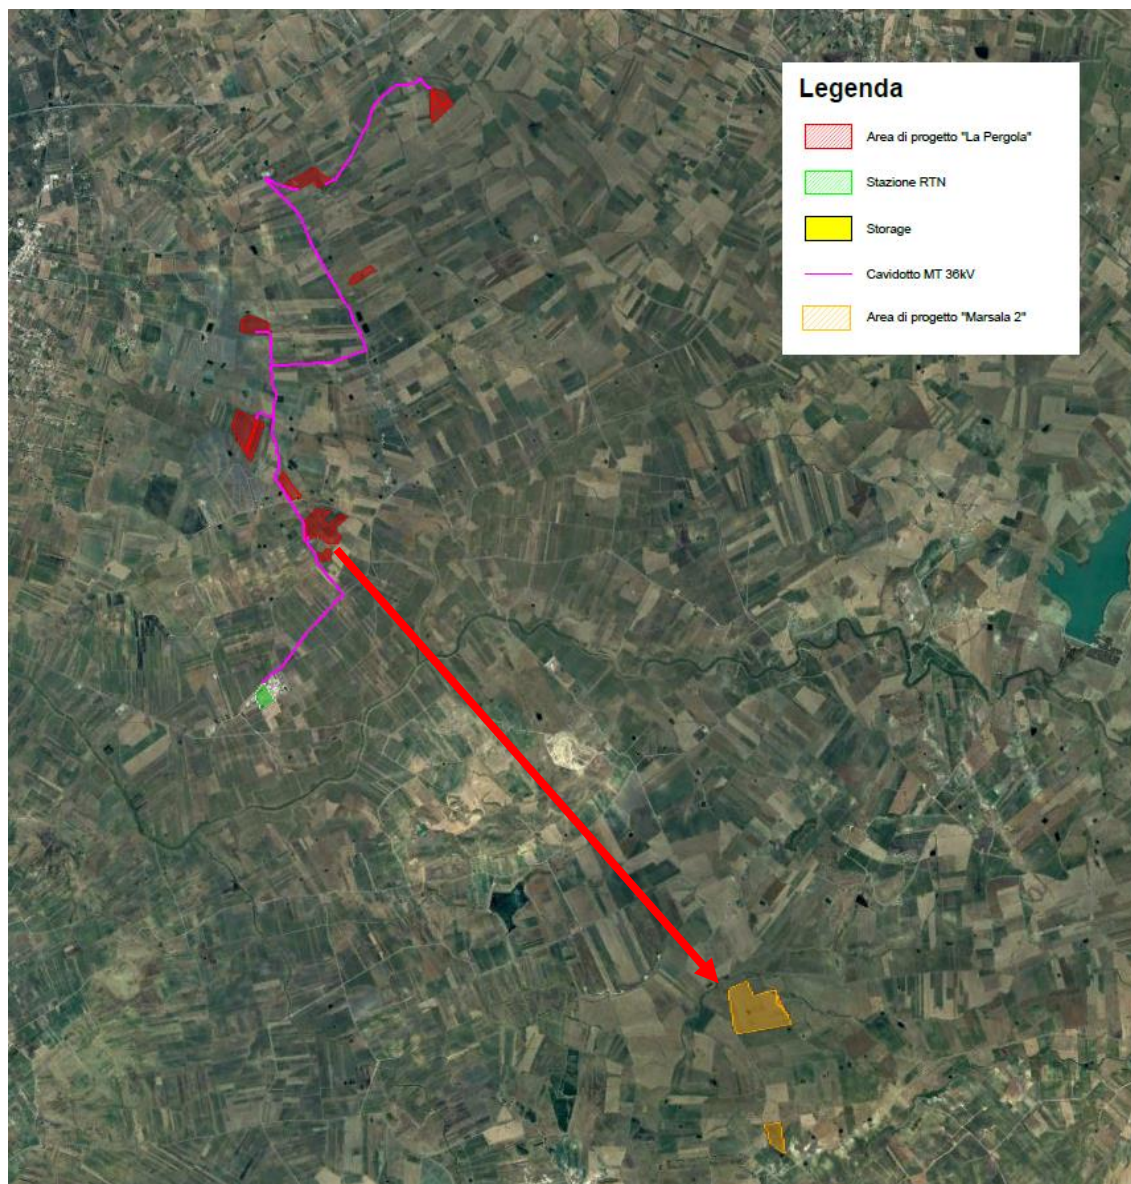 Legenda
Area di progetto "La Pergola"
Stazione RTN
Storage
Cavidotto MT 36kV
Area di progetto "Marsala 2"